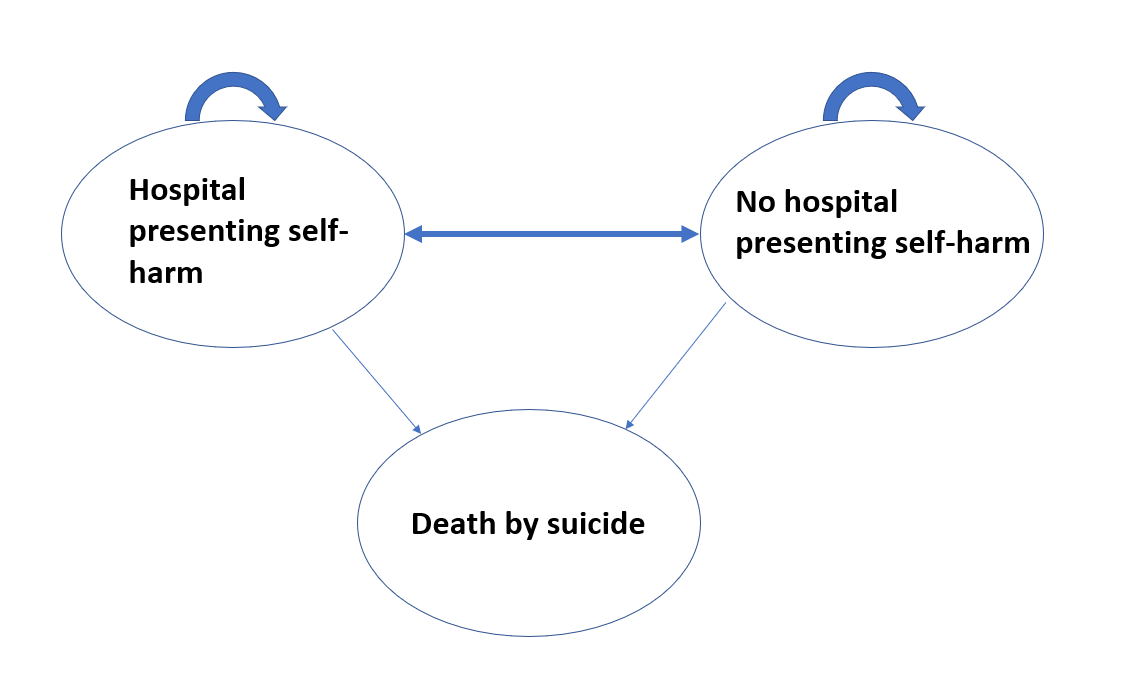 Hospital
presenting self-
harm
No hospital
presenting self-harm
Death by suicide